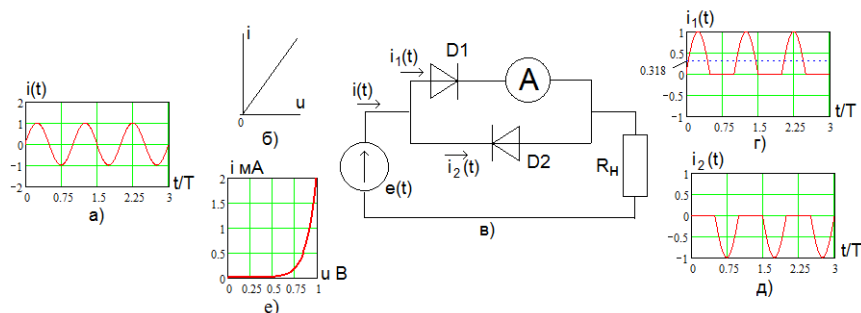 i(t)
2
1
0
−1
−2
0 0.75 1.5 2.25 3
t/T
а)
i
0
u
б)
i мА
2
1.5
1
0.5
0
0 0.25 0.5 0.75 1
u В
е)
D1
i1(t)
A
i(t)
i2(t)
D2
e(t)
RН
в)
i1(t)
1
0.5
0.318
0
−0.5
−1
0 0.75 1.5 2.25 3
t/T
г)
i2(t)
1
0.5
0
−0.5
−1
0 0.75 1.5 2.25 3
t/T
д)